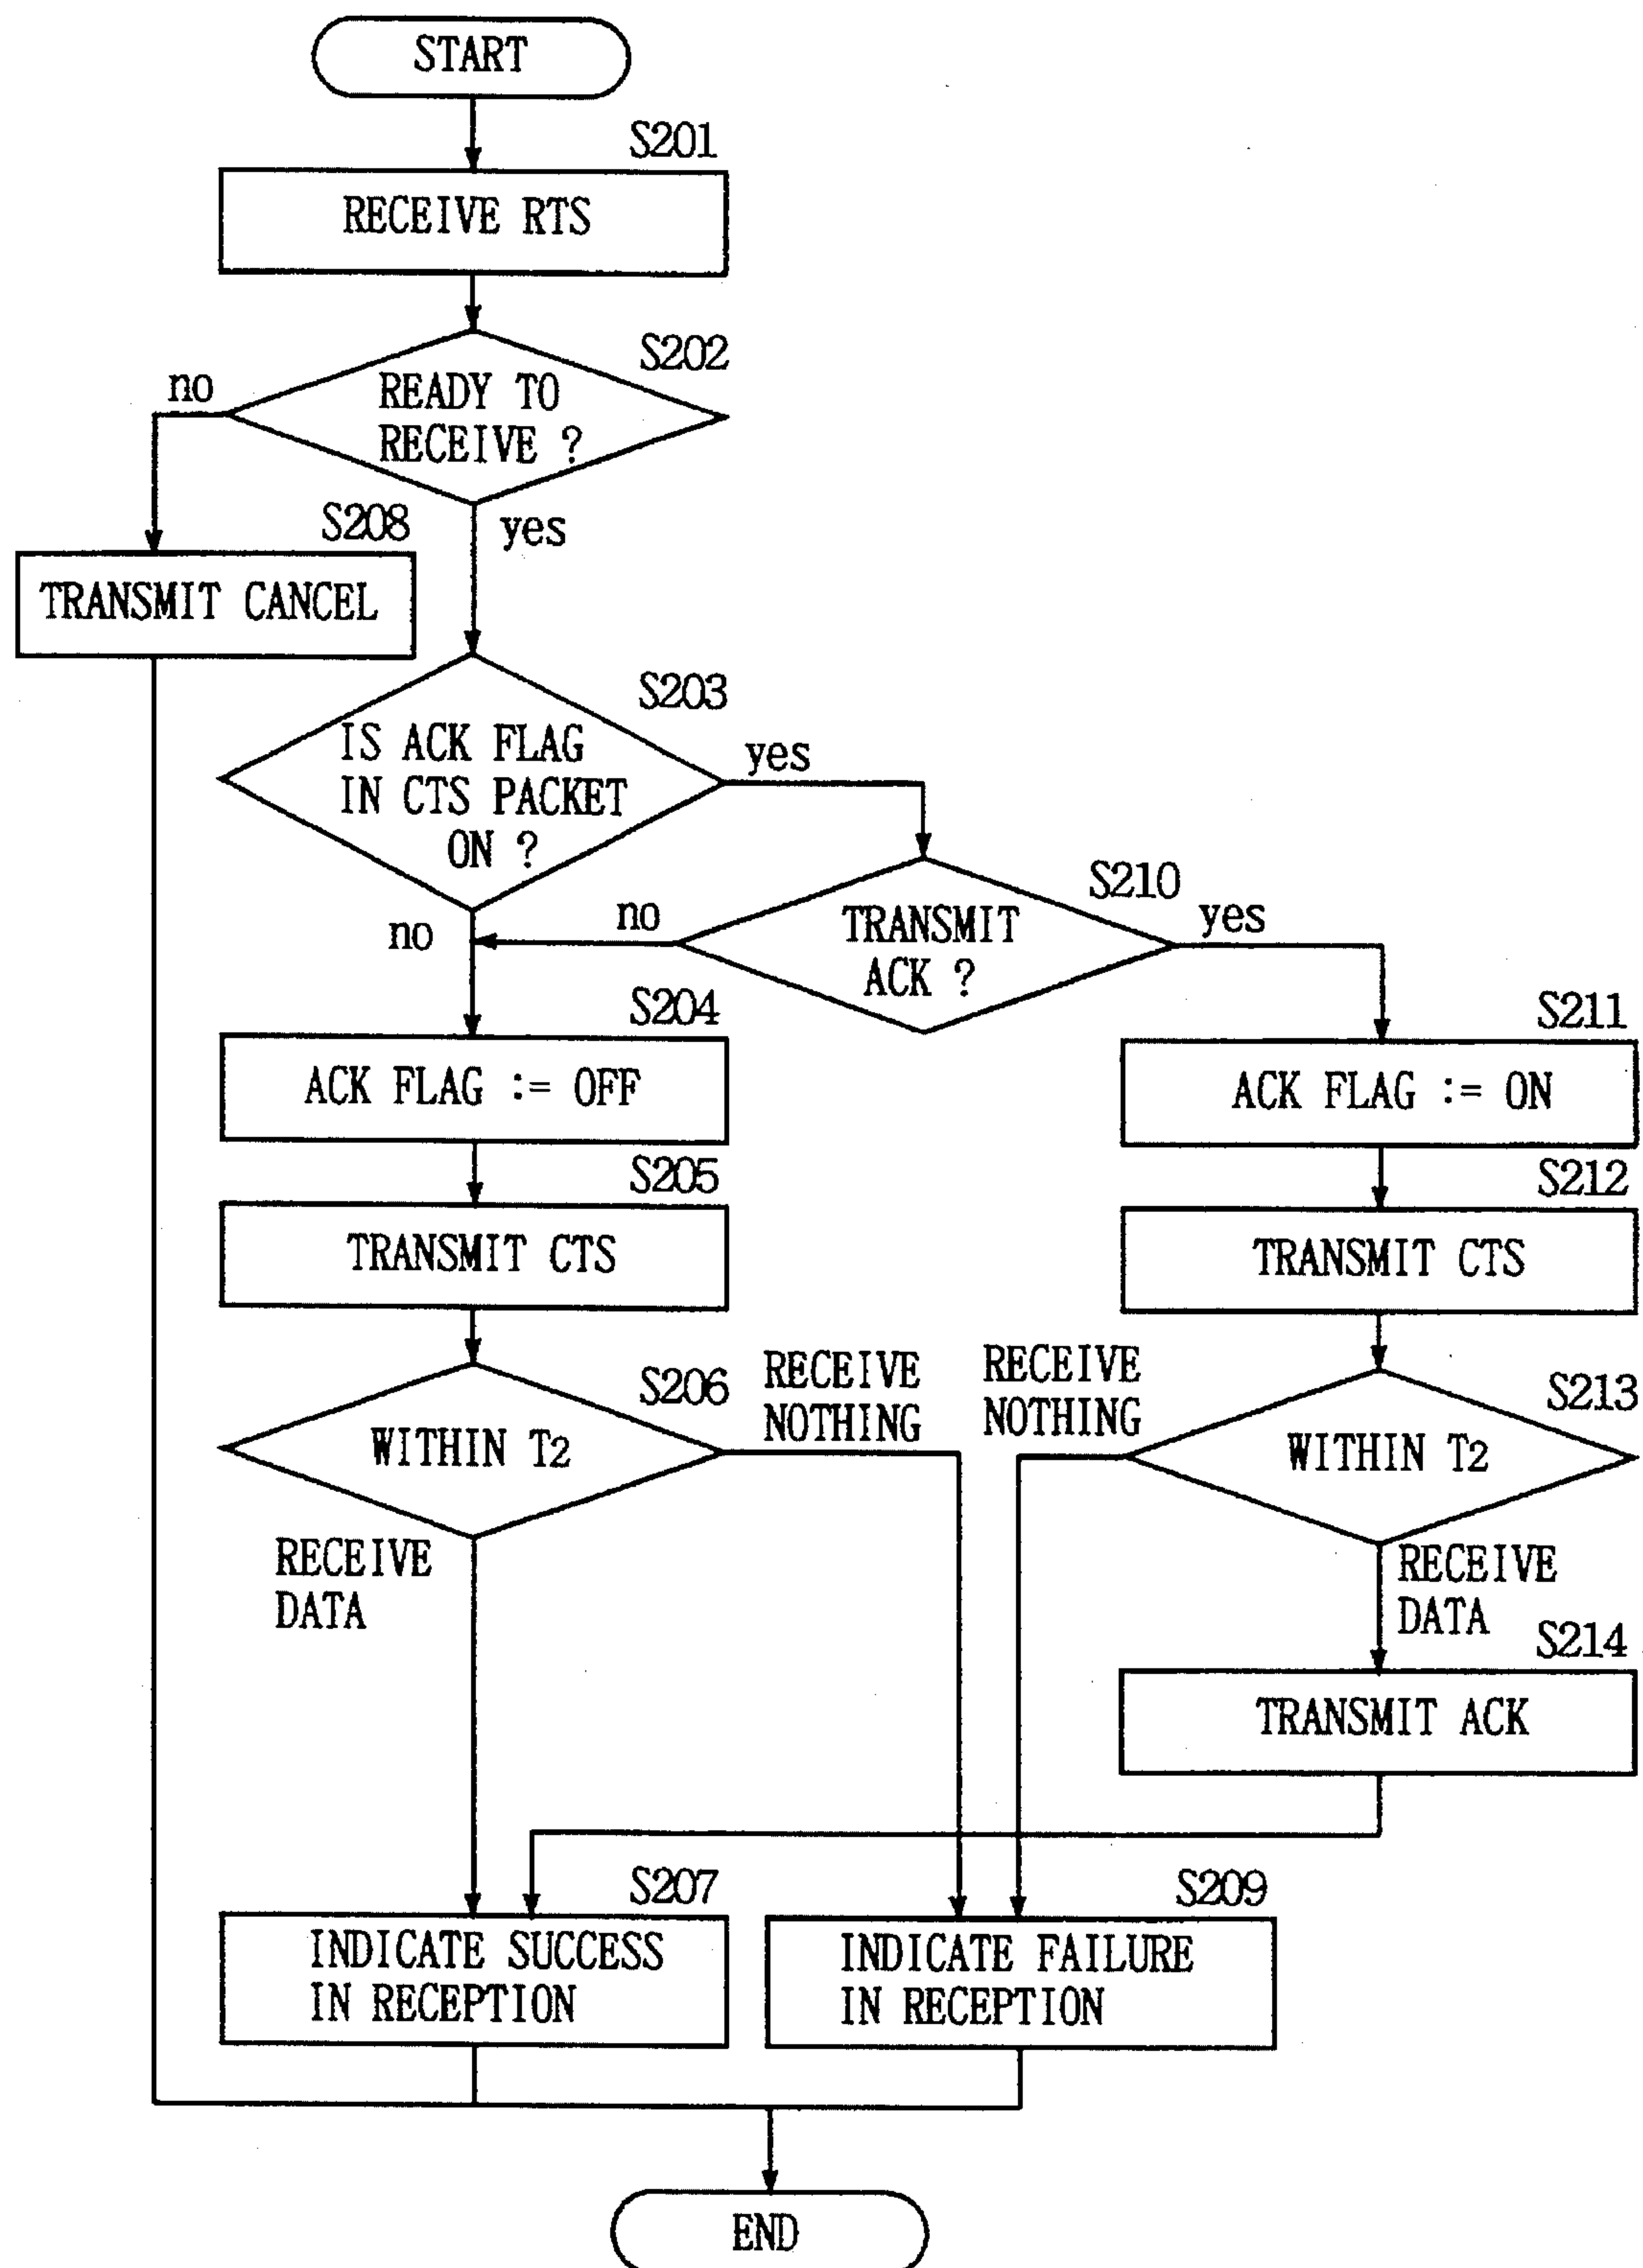 START
S201
RECEIVE RTS
S202
no
READY TO
RECEIVE ?
yes
S208
TRANSMIT CANCEL
S203
IS ACK FLAG
IN CTS PACKET
ON ?
yes
no
S210
no
TRANSMIT
ACK ?
yes
S204
ACK FLAG := OFF
S211
ACK FLAG := ON
S205
TRANSMIT CTS
S212
TRANSMIT CTS
S206
WITHIN T2
RECEIVE
NOTHING
RECEIVE
NOTHING
S213
WITHIN T2
RECEIVE
DATA
RECEIVE
DATA
S214
TRANSMIT ACK
S207
INDICATE SUCCESS
IN RECEPTION
S209
INDICATE FAILURE
IN RECEPTION
END